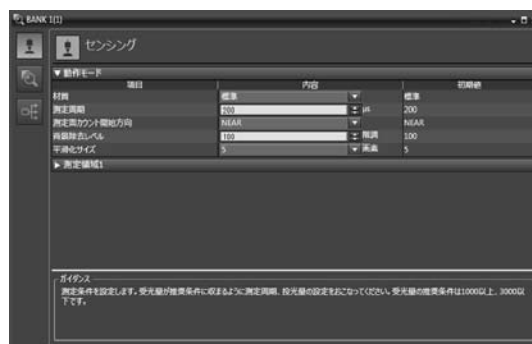 BANK 1(1)
センシング
▼動作モード
項目 内容 初期値
材質 標準 標準
測定周期 200 μs 200
測定面カウント開始方向 NEAR NEAR
背景除去レベル 100 階調 100
平滑化サイズ 5 画素 5
▶測定領域1
ガイダンス
測定条件を設定します。受光量が推奨条件に収まるように測定周期、投光量の設定をおこなってください。受光量の推奨条件は1000以上、3000以
下です。